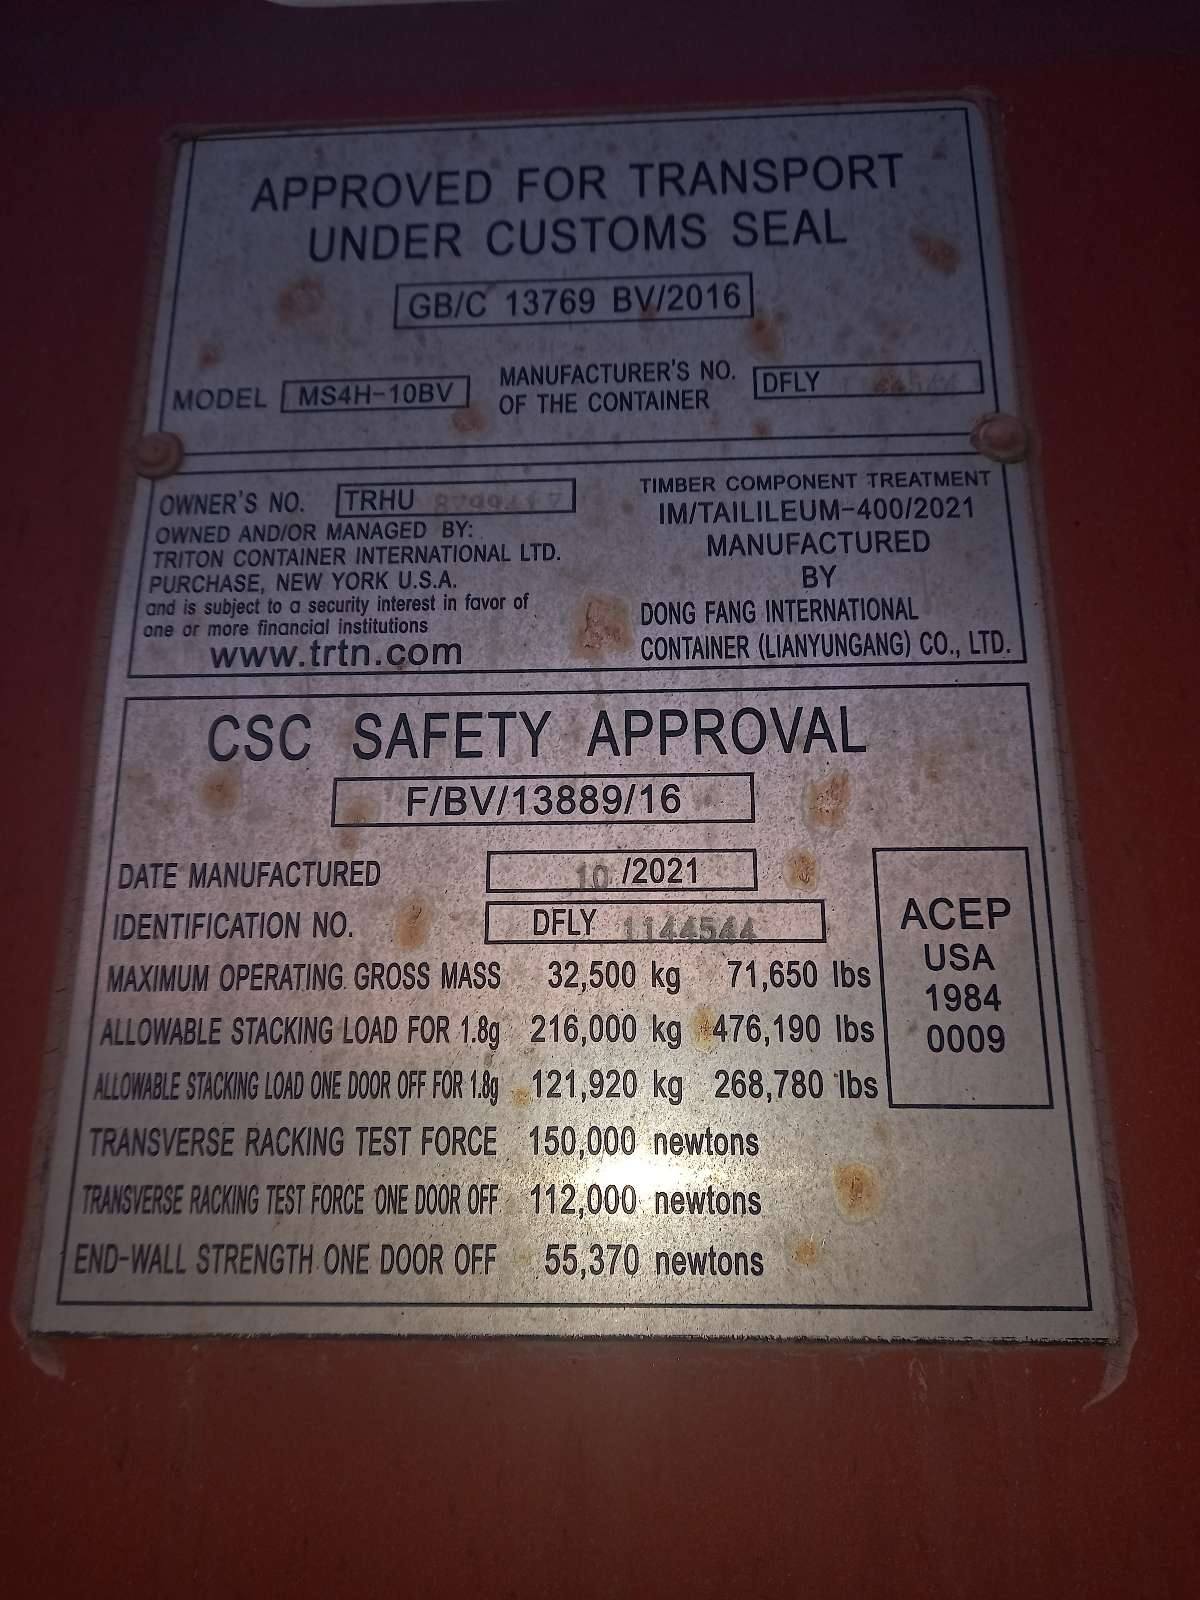 APPROVED FOR TRANSPORT
UNDER CUSTOMS SEAL
GB/C 13769 BV/2016
MODEL MS4H-10BV
MANUFACTURER'S NO.
OF THE CONTAINER
DFLY
OWNER'S NO. TRHU
OWNED AND/OR MANAGED BY:
TRITON CONTAINER INTERNATIONAL LTD.
PURCHASE, NEW YORK U.S.A.
and is subject to a security interest in favor of
one or more financial institutions
www.trtn.com
TIMBER COMPONENT TREATMENT
IM/TAILILEUM-400/2021
MANUFACTURED
BY
DONG FANG INTERNATIONAL
CONTAINER (LIANYUNGANG) CO., LTD.
CSC SAFETY APPROVAL
F/BV/13889/16
DATE MANUFACTURED 10 /2021
IDENTIFICATION NO. DFLY 1144544
MAXIMUM OPERATING GROSS MASS 32,500 kg 71,650 lbs
ALLOWABLE STACKING LOAD FOR 1.8g 216,000 kg 476,190 lbs
ALLOWABLE STACKING LOAD ONE DOOR OFF FOR 1.8g 121,920 kg 268,780 lbs
TRANSVERSE RACKING TEST FORCE 150,000 newtons
TRANSVERSE RACKING TEST FORCE ONE DOOR OFF 112,000 newtons
END-WALL STRENGTH ONE DOOR OFF 55,370 newtons
ACEP
USA
1984
0009